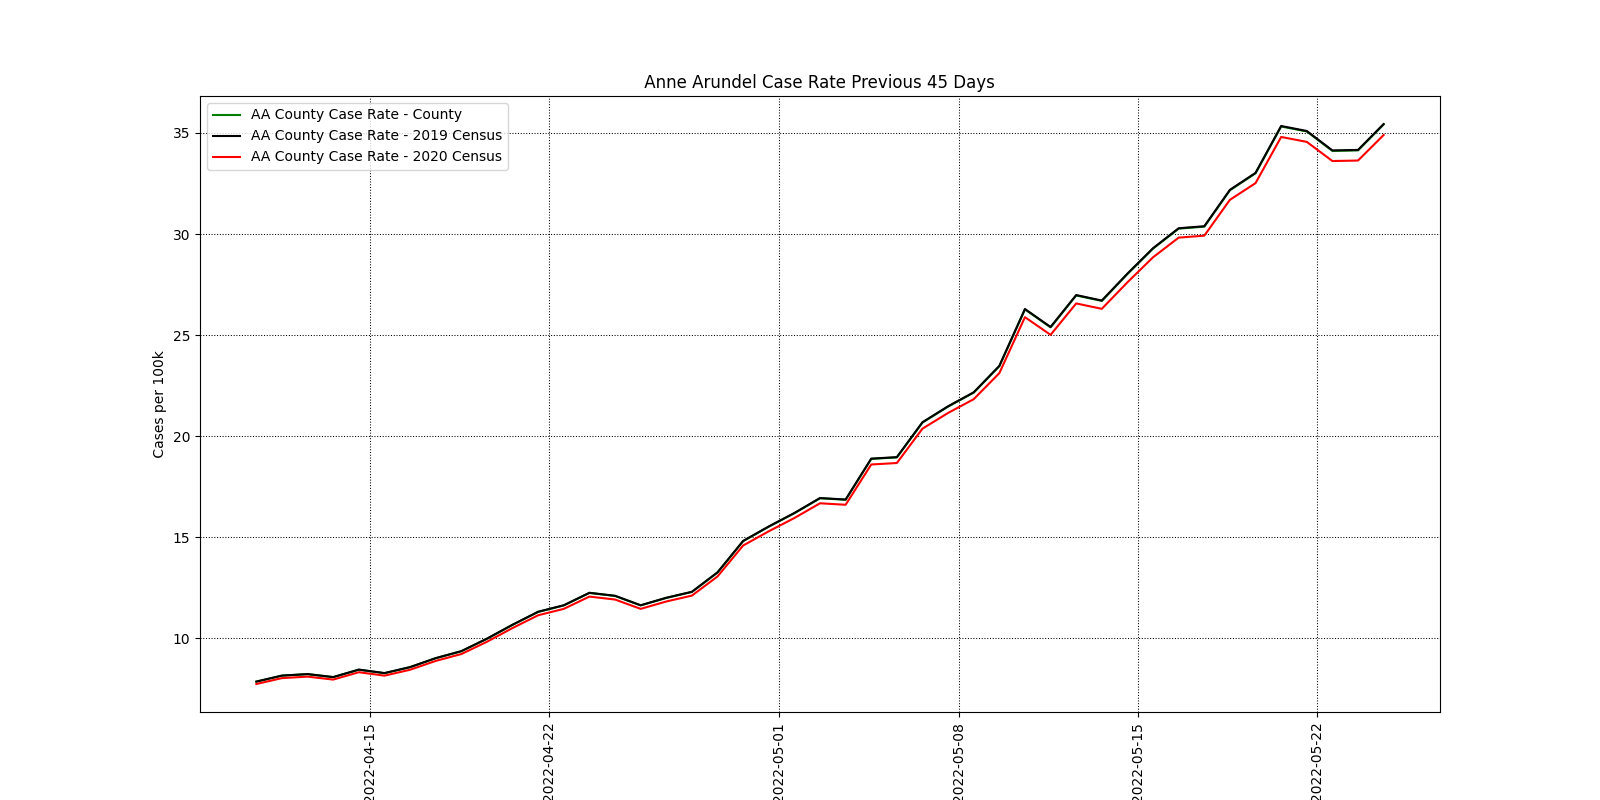 Anne Arundel Case Rate Previous 45 Days
AA County Case Rate - County
AA County Case Rate - 2019 Census
AA County Case Rate - 2020 Census
Cases per 100k
35
30
25
20
15
10
2022-04-15
2022-04-22
2022-05-01
2022-05-08
2022-05-15
2022-05-22